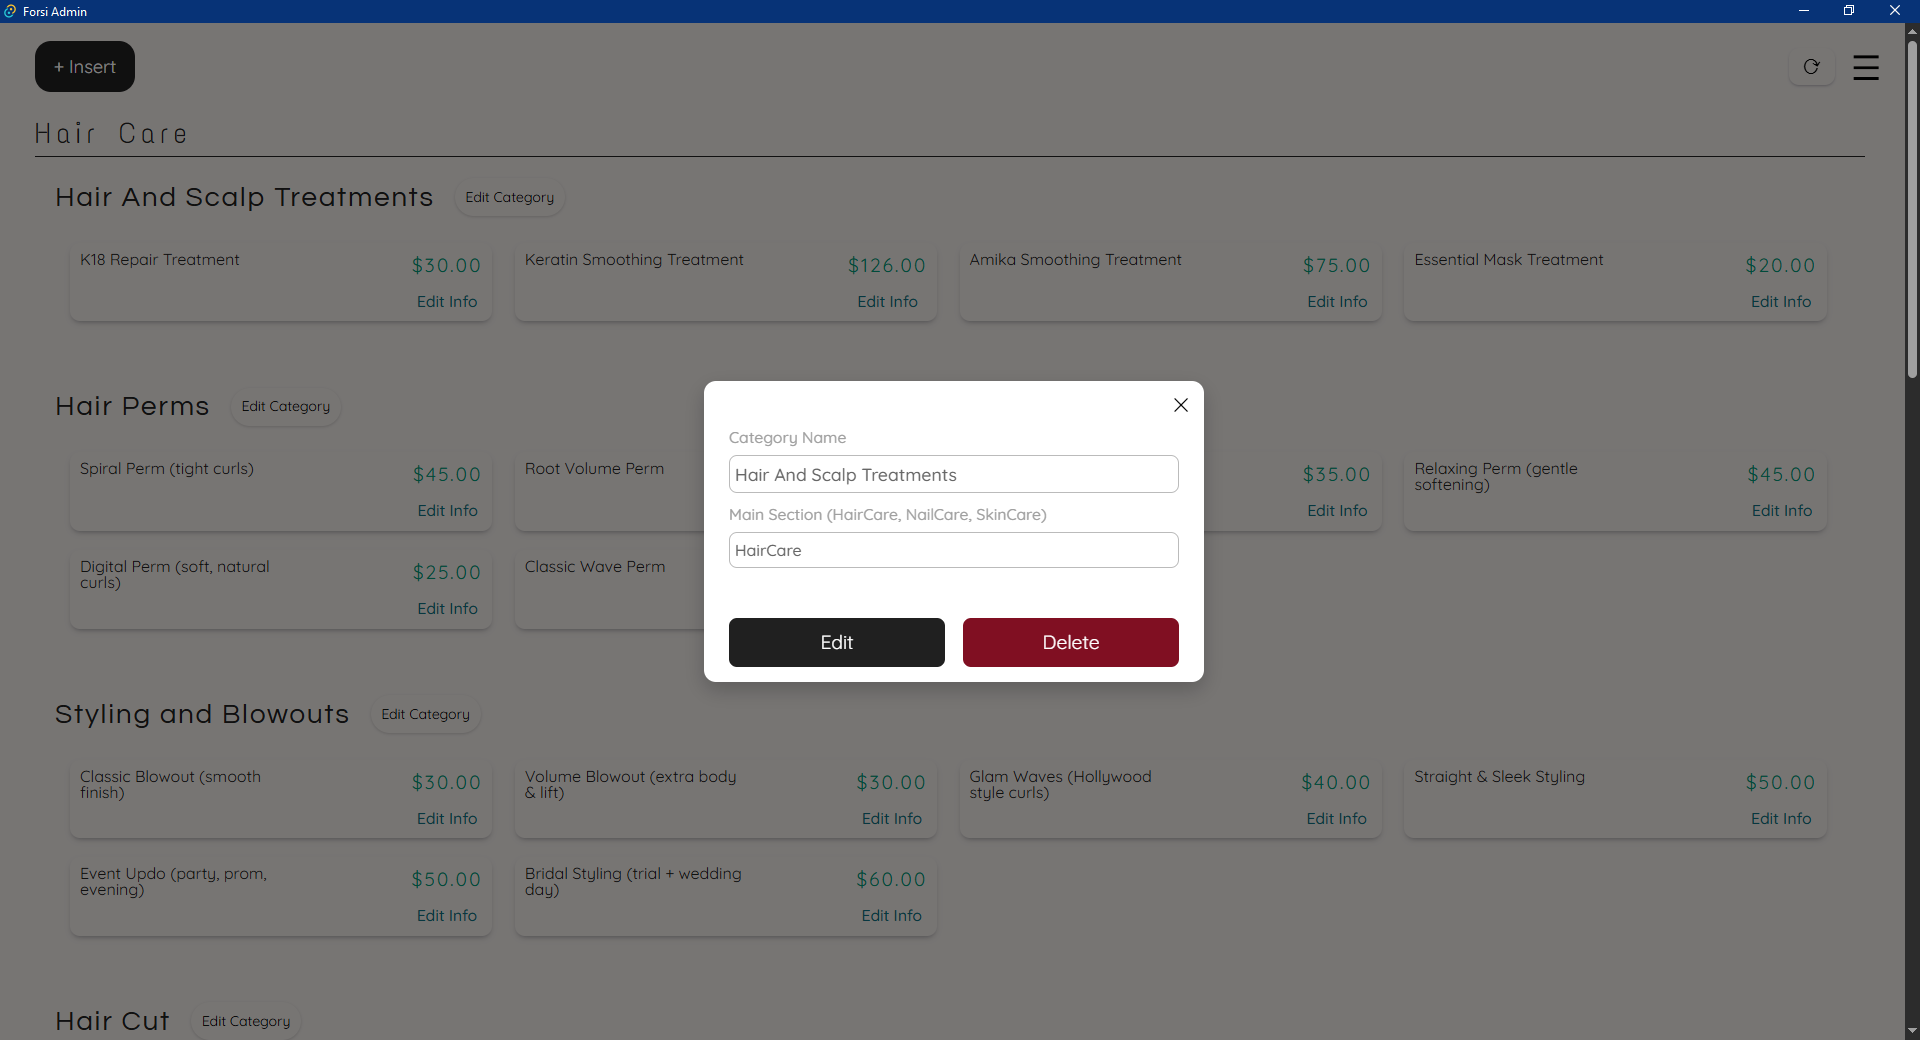 Forsi Admin
+ Insert
Hair Care
Hair And Scalp Treatments
Edit Category
K18 Repair Treatment
$30.00
Edit Info
Keratin Smoothing Treatment
$126.00
Edit Info
Amika Smoothing Treatment
$75.00
Edit Info
Essential Mask Treatment
$20.00
Edit Info
Hair Perms
Edit Category
Spiral Perm (tight curls)
$45.00
Edit Info
Root Volume Perm
$35.00
Edit Info
Relaxing Perm (gentle
softening)
$45.00
Edit Info
Digital Perm (soft, natural
curls)
$25.00
Edit Info
Classic Wave Perm
Category Name
Hair And Scalp Treatments
Main Section (HairCare, NailCare, SkinCare)
HairCare
Edit
Delete
Styling and Blowouts
Edit Category
Classic Blowout (smooth
finish)
$30.00
Edit Info
Volume Blowout (extra body
& lift)
$30.00
Edit Info
Glam Waves (Hollywood
style curls)
$40.00
Edit Info
Straight & Sleek Styling
$50.00
Edit Info
Event Updo (party, prom,
evening)
$50.00
Edit Info
Bridal Styling (trial + wedding
day)
$60.00
Edit Info
Hair Cut
Edit Category